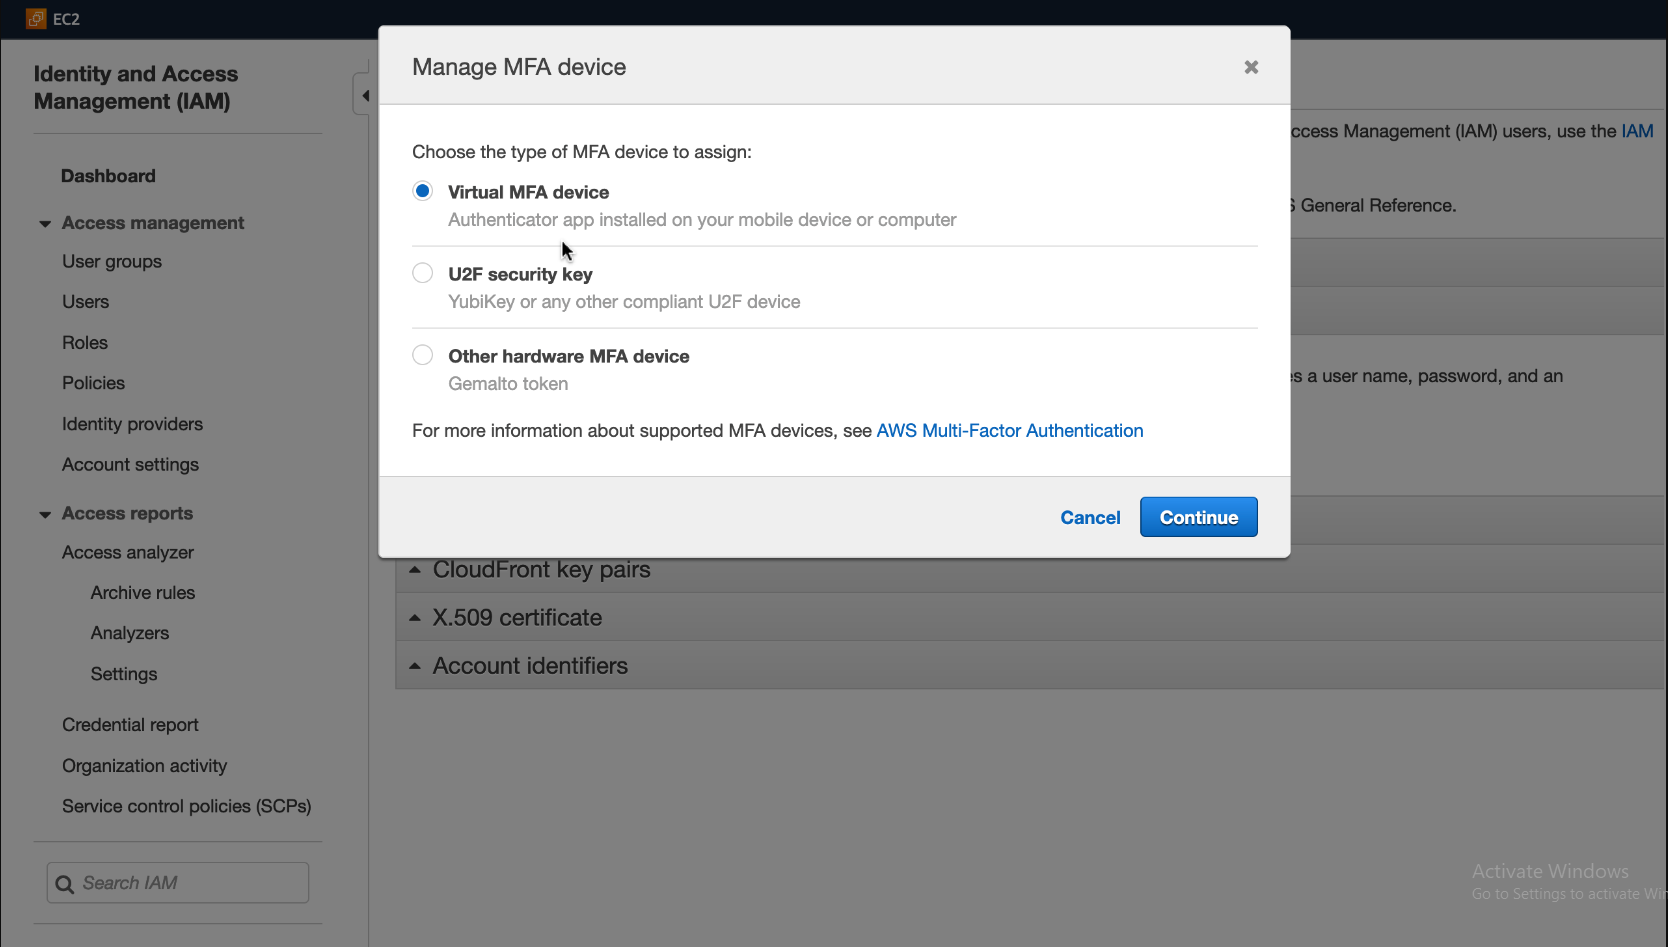 EC2
Identity and Access
Management (IAM)
Dashboard
Access management
User groups
Users
Roles
Policies
Identity providers
Account settings
Access reports
Access analyzer
Archive rules
Analyzers
Settings
Credential report
Organization activity
Service control policies (SCPs)
Search IAM
Manage MFA device
Choose the type of MFA device to assign:
Virtual MFA device
Authenticator app installed on your mobile device or computer
U2F security key
YubiKey or any other compliant U2F device
Other hardware MFA device
Gemalto token
For more information about supported MFA devices, see AWS Multi-Factor Authentication
Cancel
Continue
Access Management (IAM) users, use the IAM
General Reference.
a user name, password, and an
CloudFront key pairs
X.509 certificate
Account identifiers
Activate Windows
Go to Settings to activate